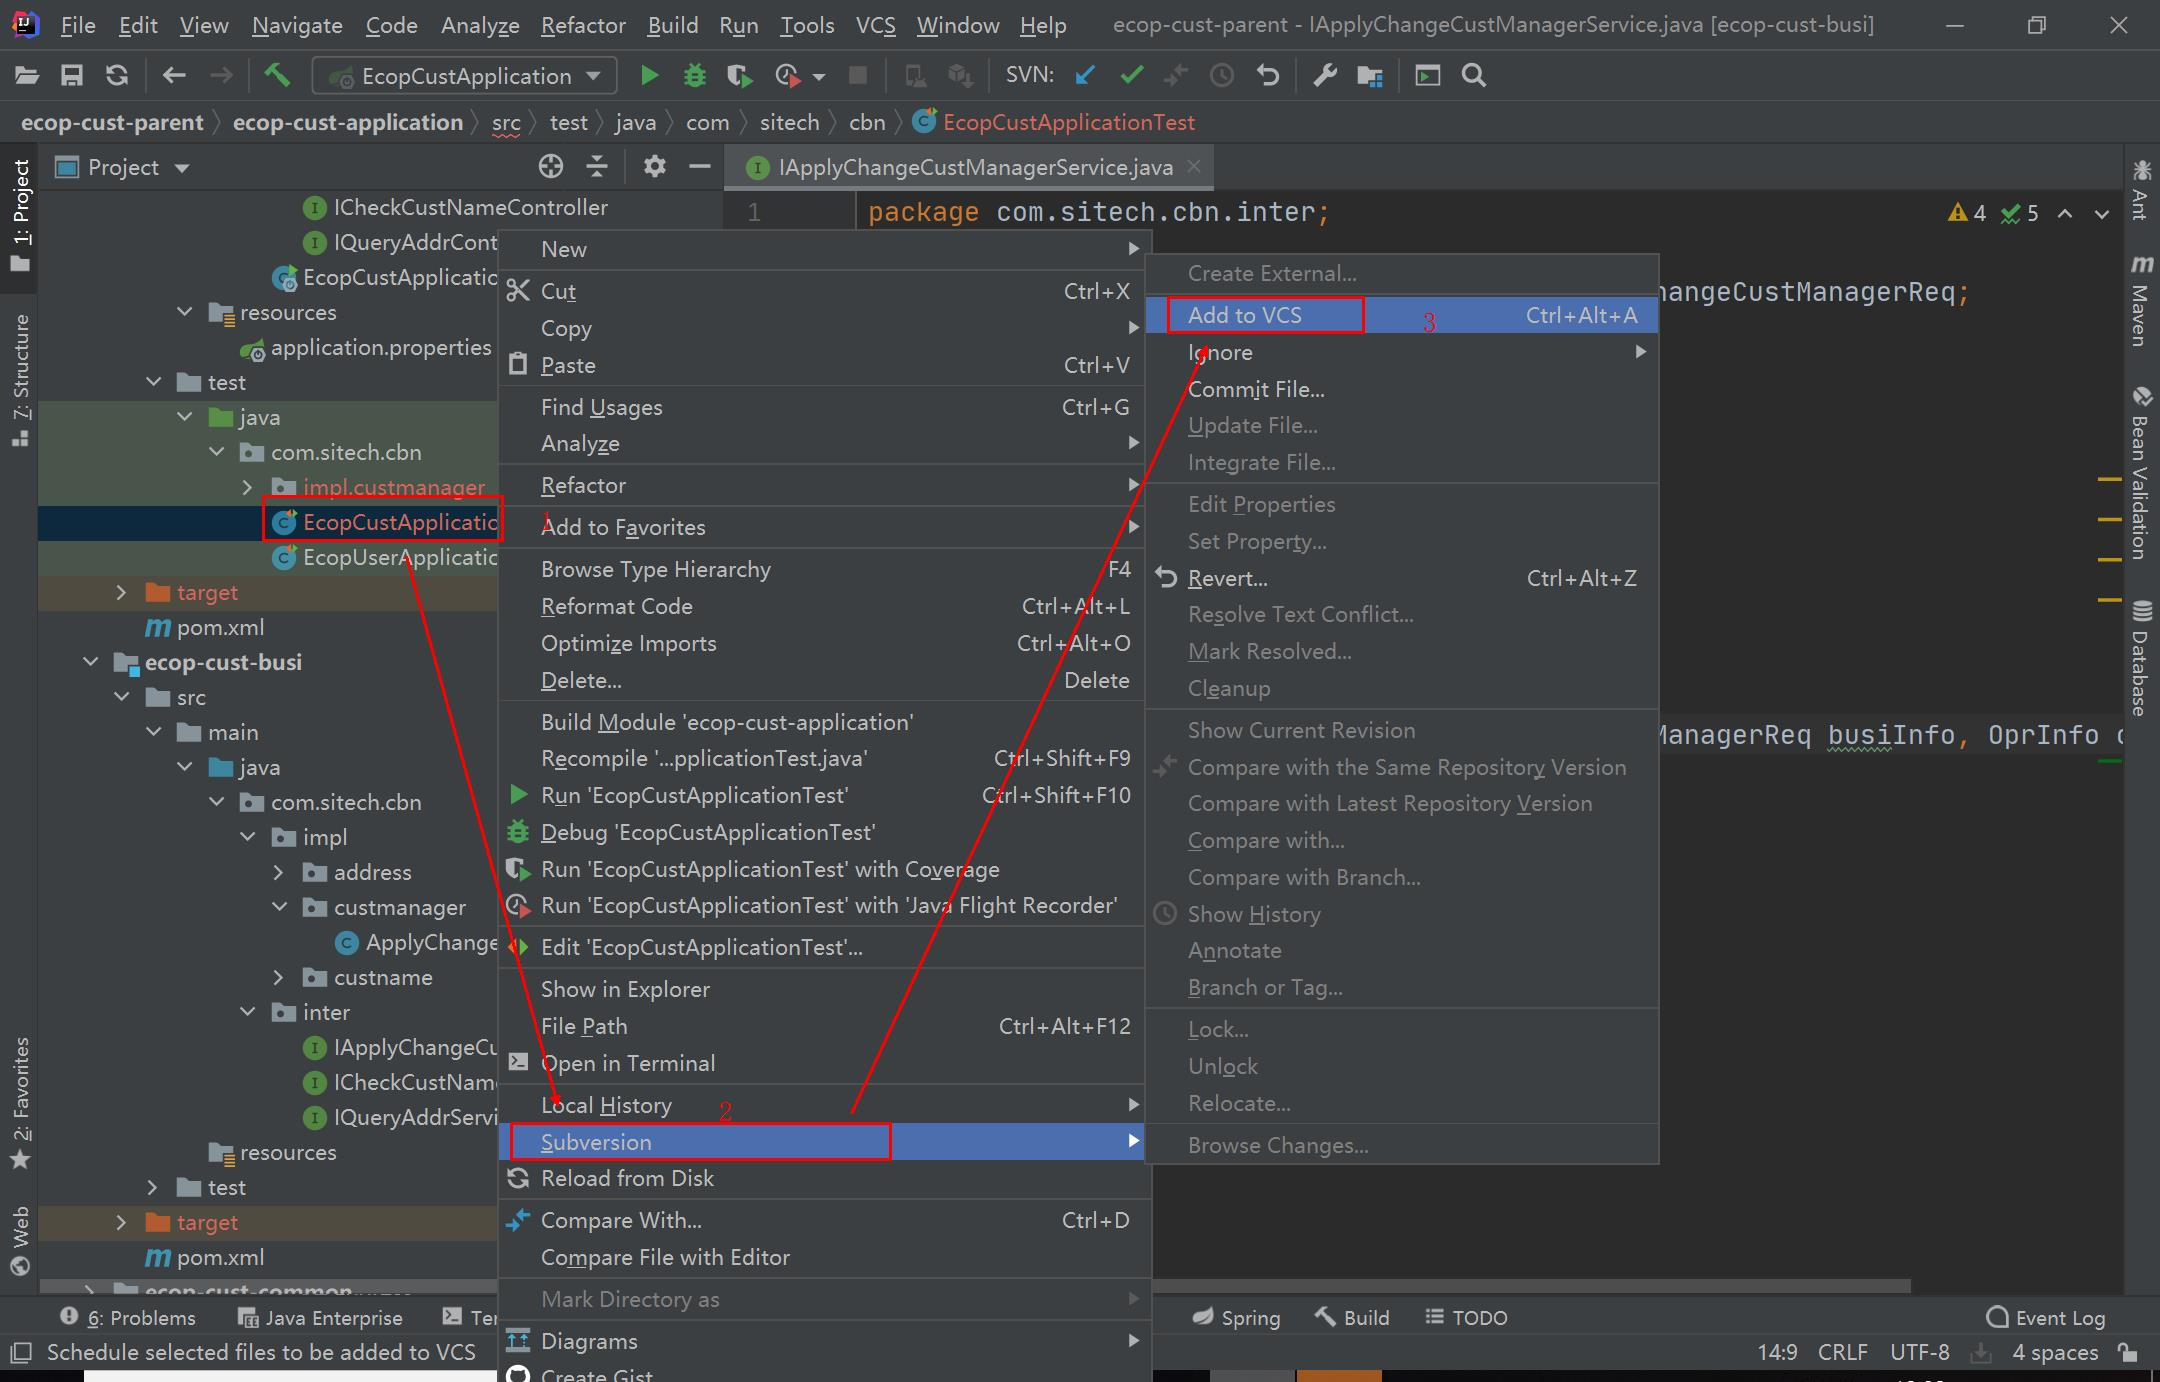 File Edit View Navigate Code Analyze Refactor Build Run Tools VCS Window Help ecop-cust-parent - IApplyChangeCustManagerService.java [ecop-cust-busi]
EcopCustApplication SVN:
ecop-cust-parent ecop-cust-application src test java com sitech cbn EcopCustApplicationTest
Project
IApplyChangeCustManagerService.java
1: Project
7: Structure
2: Favorites
Web
ICheckCustNameController
IQueryAddrCont
EcopCustApplicatio
resources
application.properties
test
java
com.sitech.cbn
impl.custmanager
EcopCustApplicatio
EcopUserApplicatio
target
pom.xml
ecop-cust-busi
src
main
java
com.sitech.cbn
impl
address
custmanager
ApplyChange
custname
inter
IApplyChangeCu
ICheckCustName
IQueryAddrServi
resources
test
target
pom.xml
ecop-cust-common
1 package com.sitech.cbn.inter;
4 5
hangeCustManagerReq;
ManagerReq busiInfo, OprInfo
New
Cut Ctrl+X
Copy
Paste Ctrl+V
Find Usages Ctrl+G
Analyze
Refactor
1
Add to Favorites
Browse Type Hierarchy F4
Reformat Code Ctrl+Alt+L
Optimize Imports Ctrl+Alt+O
Delete... Delete
Build Module 'ecop-cust-application'
Recompile '...pplicationTest.java' Ctrl+Shift+F9
Run 'EcopCustApplicationTest' Ctrl+Shift+F10
Debug 'EcopCustApplicationTest'
Run 'EcopCustApplicationTest' with Coverage
Run 'EcopCustApplicationTest' with 'Java Flight Recorder'
Edit 'EcopCustApplicationTest'...
Show in Explorer
File Path Ctrl+Alt+F12
Open in Terminal
Local History
2
Subversion
Reload from Disk
Compare With... Ctrl+D
Compare File with Editor
Mark Directory as
Diagrams
Create Gist
Create External...
Add to VCS 3 Ctrl+Alt+A
Ignore
Commit File...
Update File...
Integrate File...
Edit Properties
Set Property...
Revert... Ctrl+Alt+Z
Resolve Text Conflict...
Mark Resolved...
Cleanup
Show Current Revision
Compare with the Same Repository Version
Compare with Latest Repository Version
Compare with...
Compare with Branch...
Show History
Annotate
Branch or Tag...
Lock...
Unlock
Relocate...
Browse Changes...
Ant
Maven
Bean Validation
Database
6: Problems Java Enterprise Te Spring Build TODO Event Log
Schedule selected files to be added to VCS 14:9 CRLF UTF-8 4 spaces